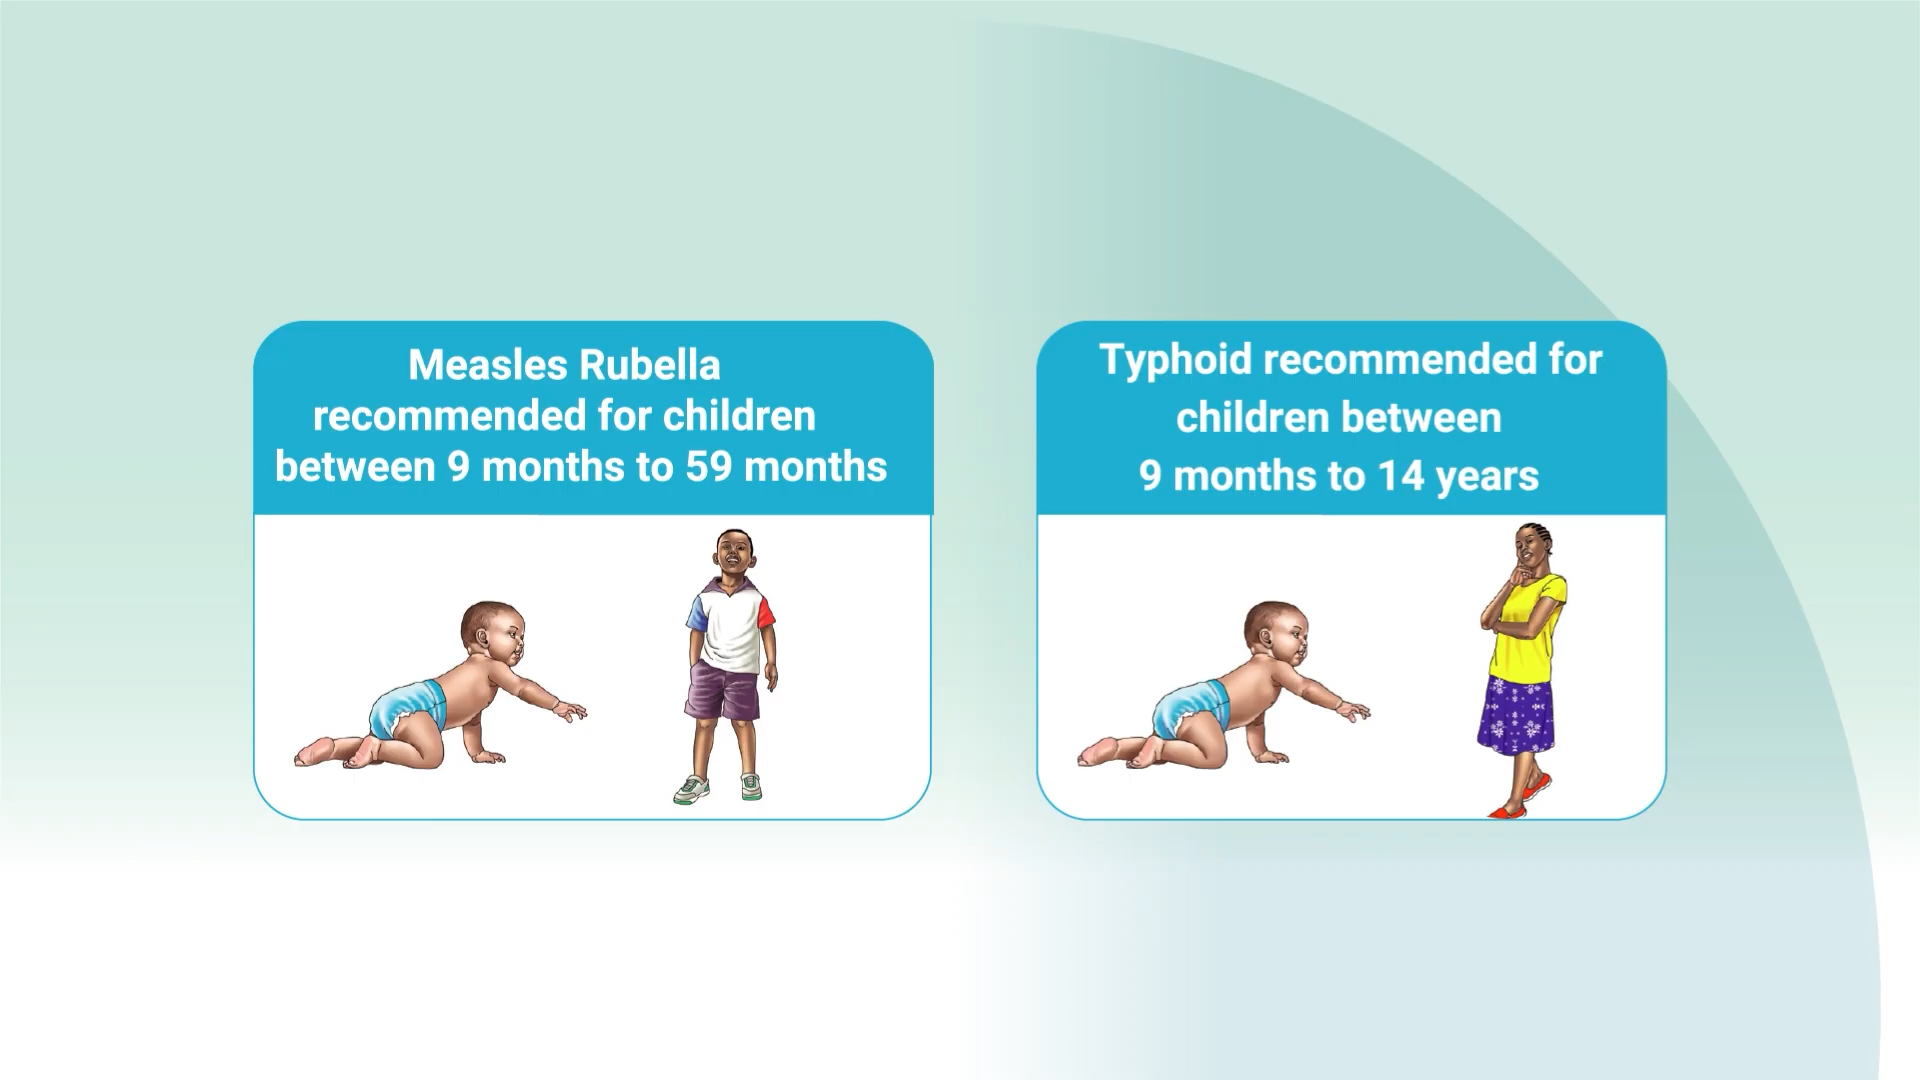 Measles Rubella
recommended for children
between 9 months to 59 months
Typhoid recommended for
children between
9 months to 14 years